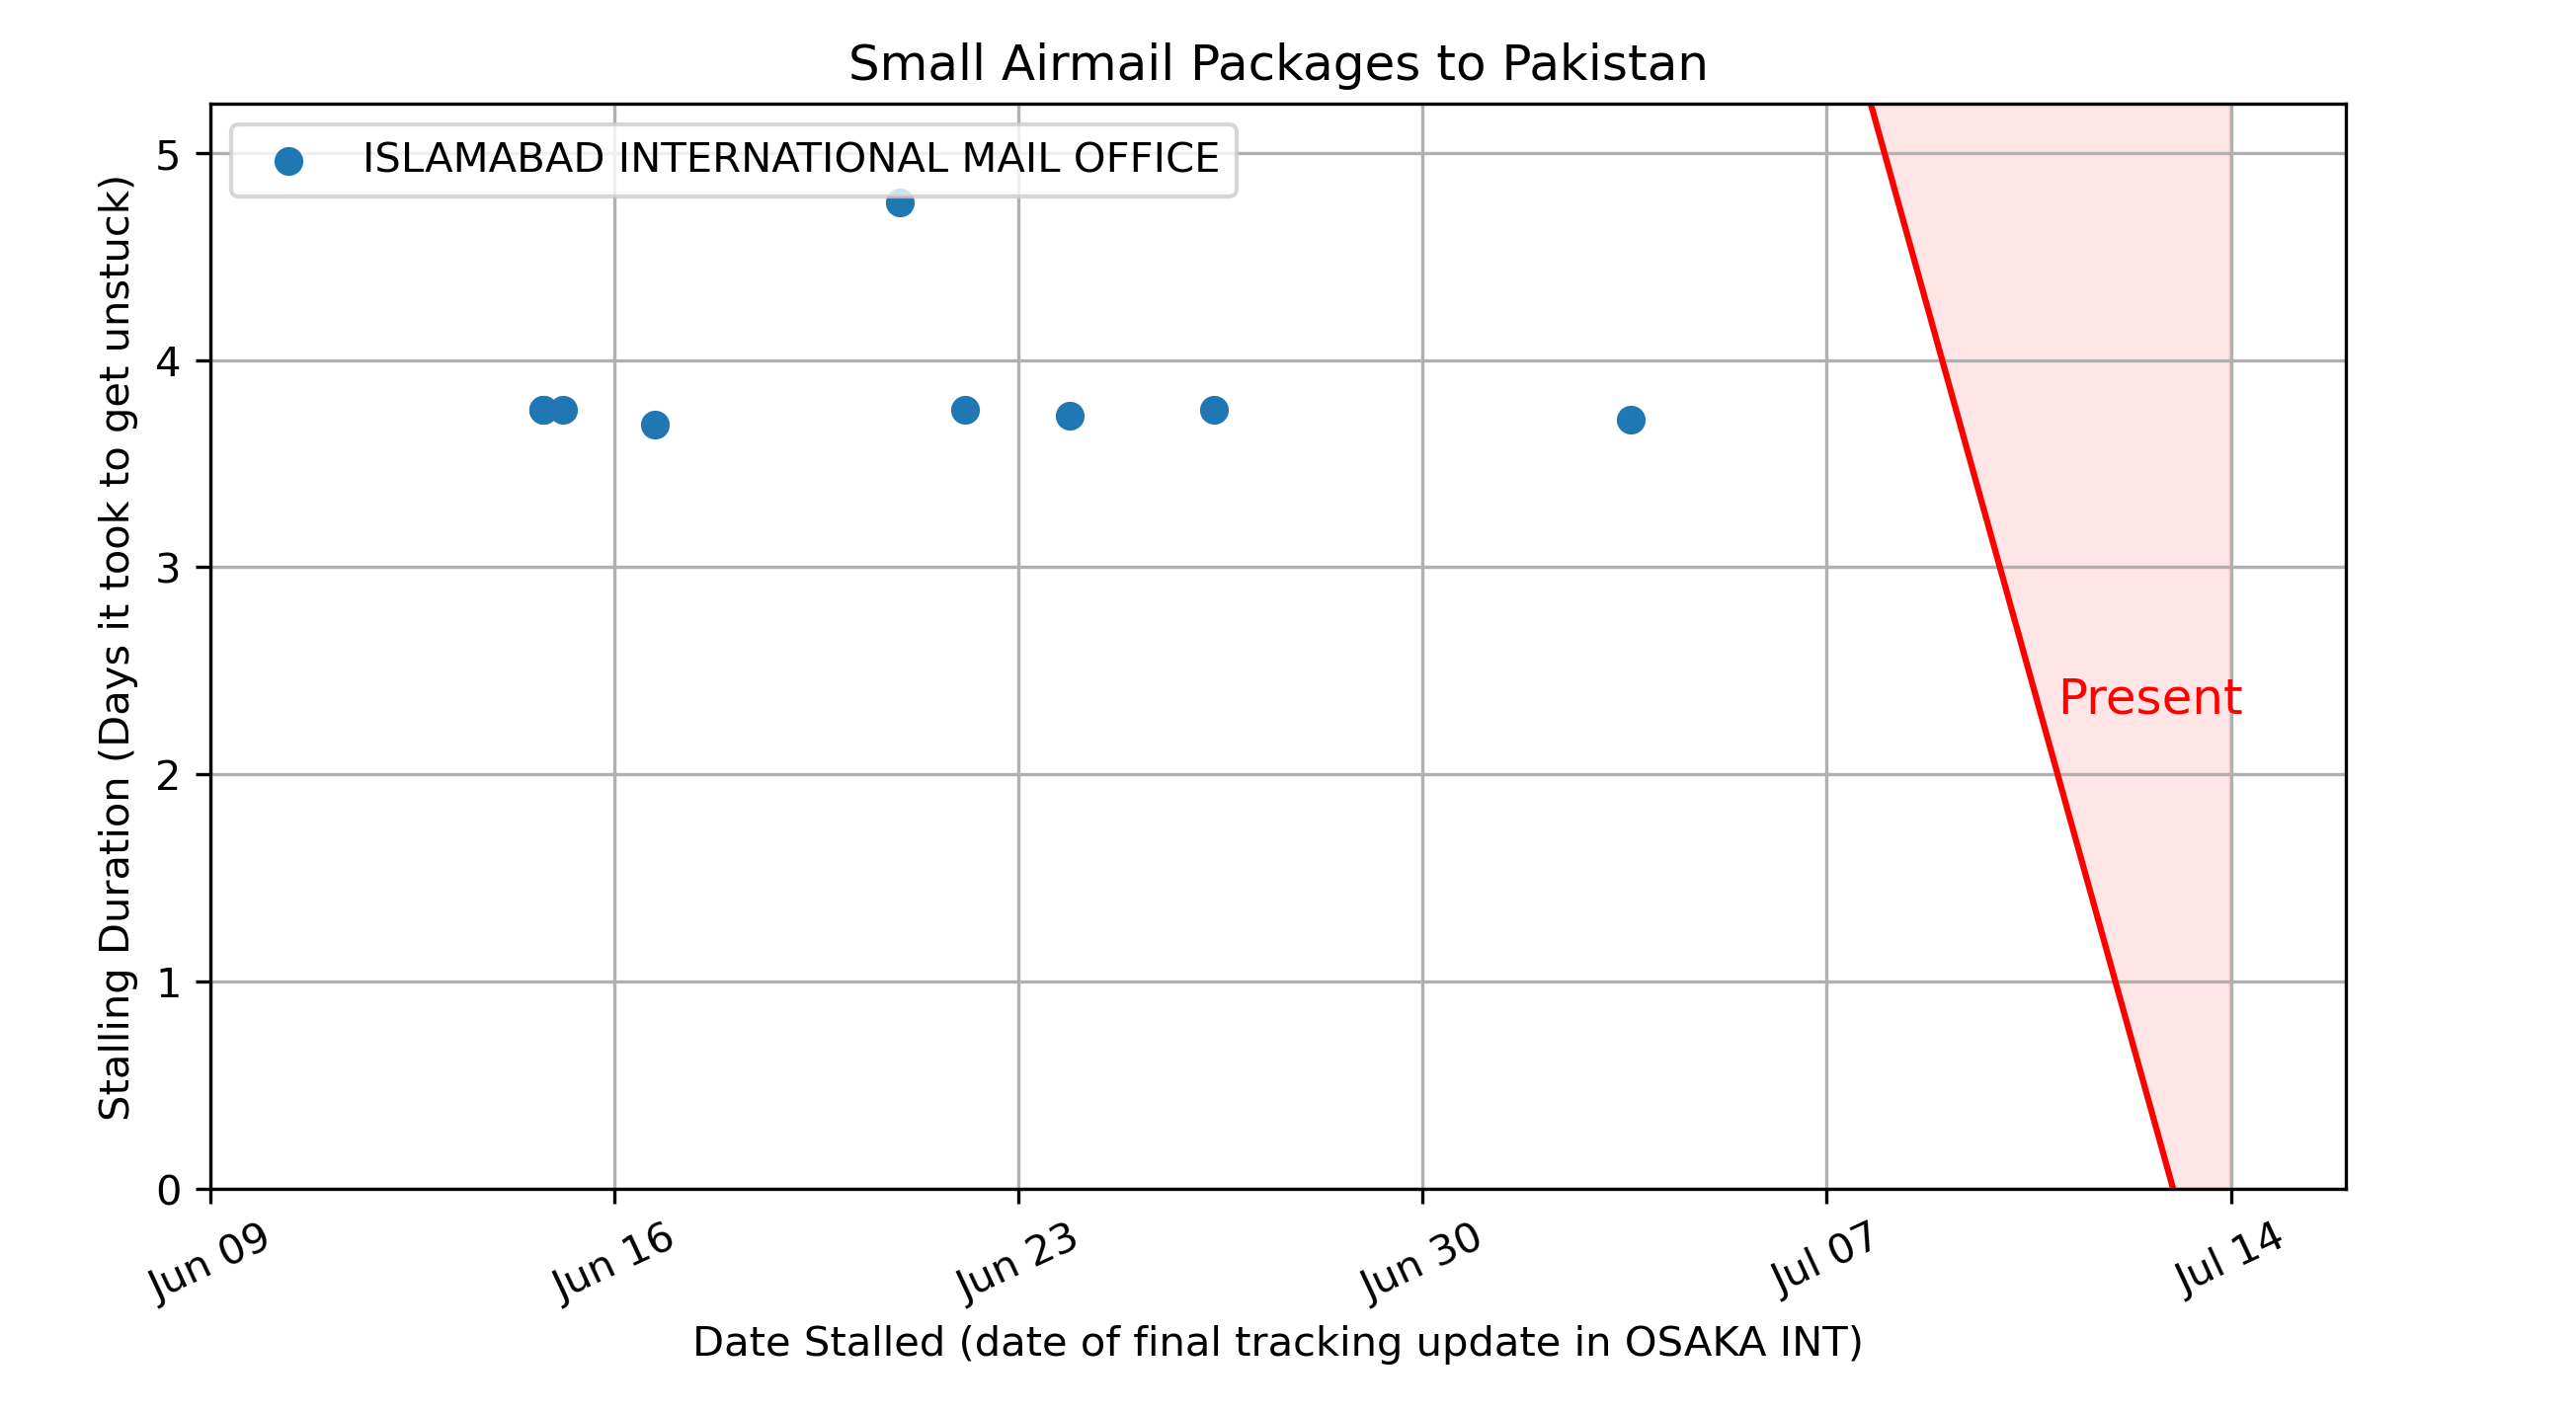 Small Airmail Packages to Pakistan
ISLAMABAD INTERNATIONAL MAIL OFFICE
Stalling Duration (Days it took to get unstuck)
5
4
3
2
1
0
Present
Jun 09
Jun 16
Jun 23
Jun 30
Jul 07
Jul 14
Date Stalled (date of final tracking update in OSAKA INT)